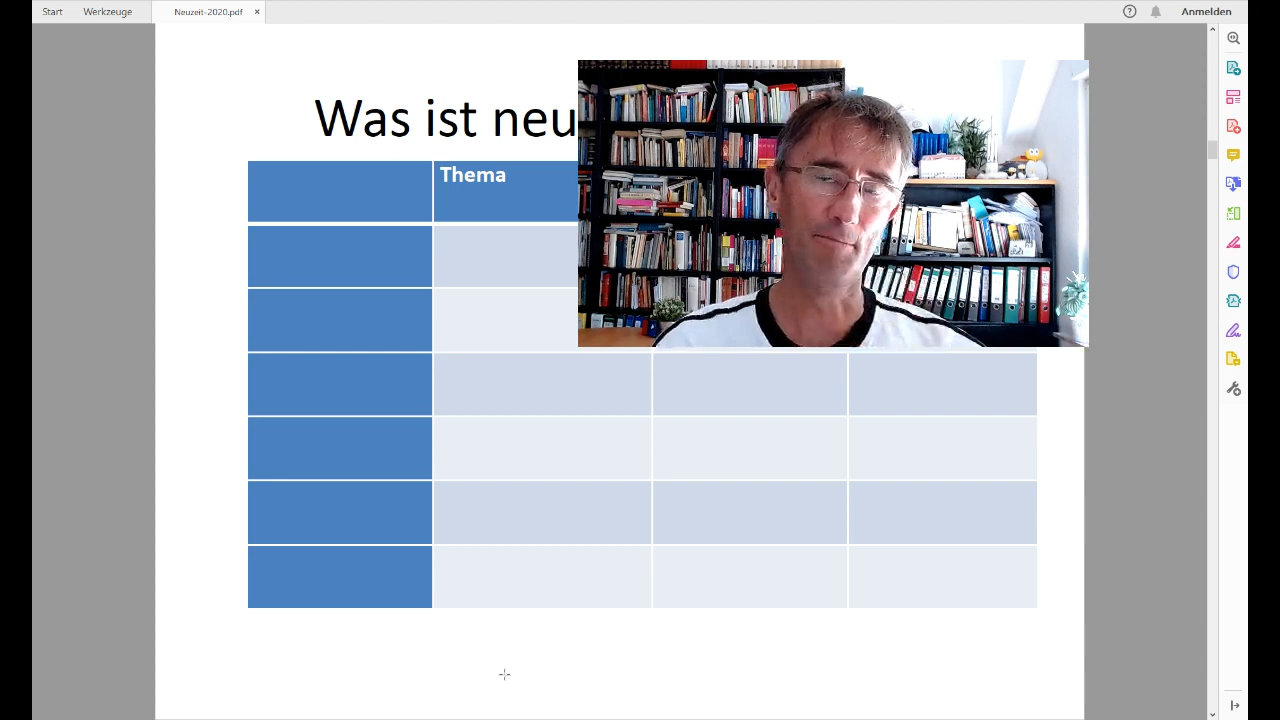 Start Werkzeuge Neuzeit-2020.pdf × Anmelden
Was ist neu
Thema